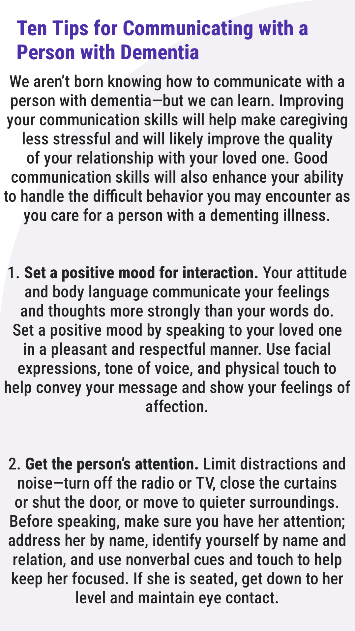 Ten Tips for Communicating with a
Person with Dementia
We aren’t born knowing how to communicate with a
person with dementia—but we can learn. Improving
your communication skills will help make caregiving
less stressful and will likely improve the quality
of your relationship with your loved one. Good
communication skills will also enhance your ability
to handle the difficult behavior you may encounter as
you care for a person with a dementing illness.
1. Set a positive mood for interaction. Your attitude
and body language communicate your feelings
and thoughts more strongly than your words do.
Set a positive mood by speaking to your loved one
in a pleasant and respectful manner. Use facial
expressions, tone of voice, and physical touch to
help convey your message and show your feelings of
affection.
2. Get the person’s attention. Limit distractions and
noise—turn off the radio or TV, close the curtains
or shut the door, or move to quieter surroundings.
Before speaking, make sure you have her attention;
address her by name, identify yourself by name and
relation, and use nonverbal cues and touch to help
keep her focused. If she is seated, get down to her
level and maintain eye contact.